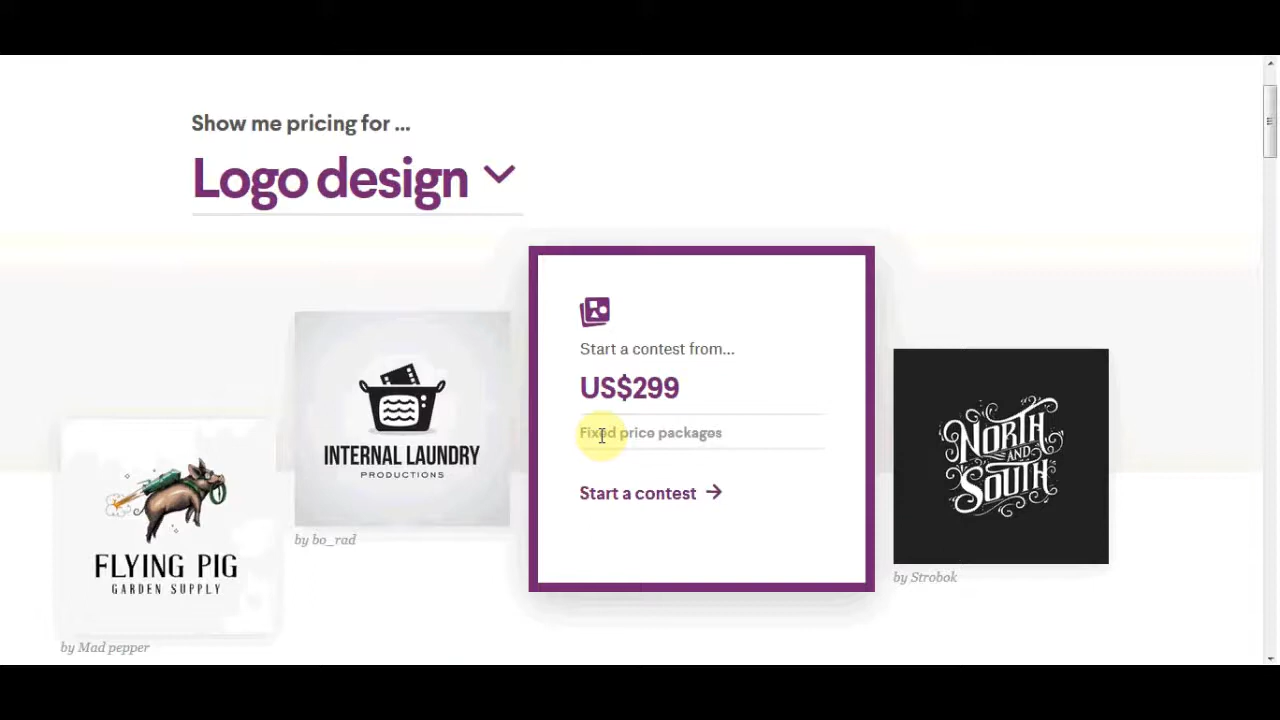 Show me pricing for ...
Logo design
Start a contest from...
US$299
Fixed price packages
Start a contest
INTERNAL LAUNDRY
PRODUCTIONS
by bo_rad
FLYING PIG
GARDEN SUPPLY
by Mad pepper
NORTH
AND
SOUTH
by Strobok